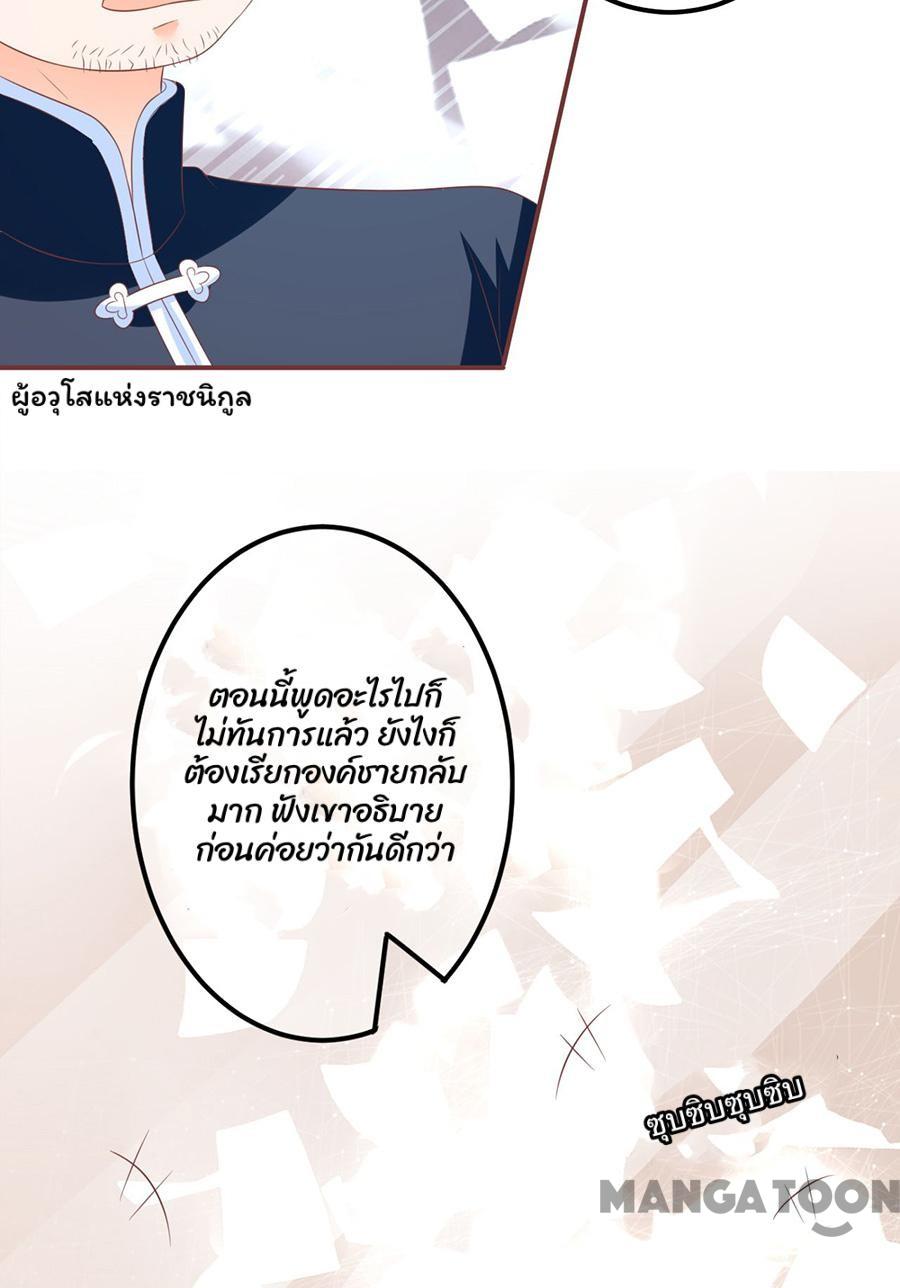 ผู้อวุโสแห่งราชนิกูล
ตอนนี้พูดอะไรไปก็
ไม่ทันการแล้ว ยังไงก็
ต้องเรียกองค์ชายกลับ
มาก ฟังเขาอธิบาย
ก่อนค่อยว่ากันดีกว่า
ซุบซิบซุบซิบ
MANGATOON